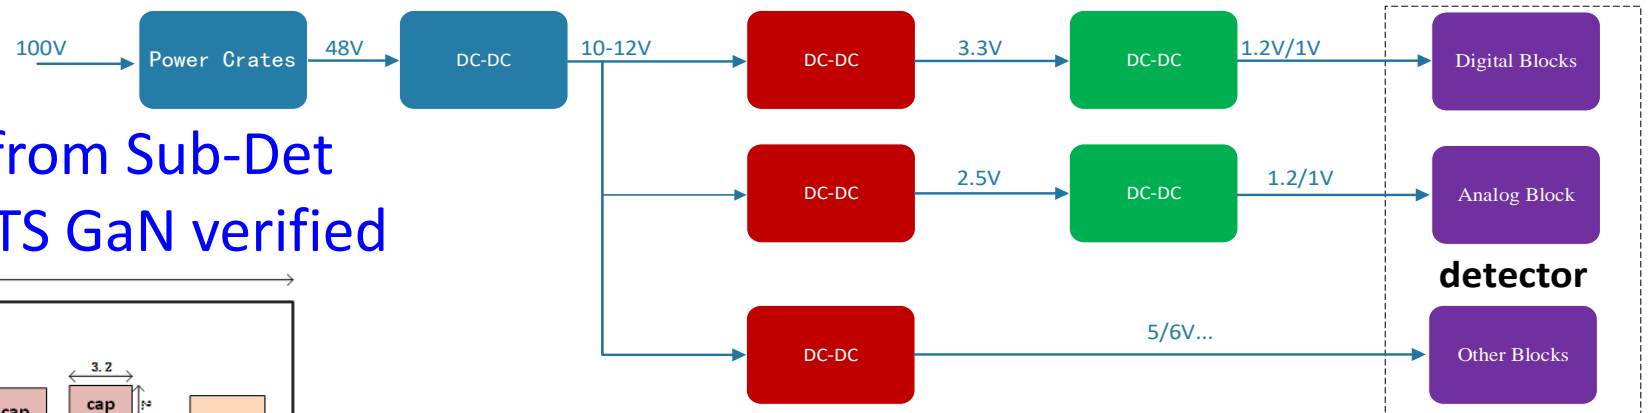 100V
Power Crates
48V
DC-DC
10-12V
DC-DC
3.3V
DC-DC
1.2V/1V
Digital Blocks
from Sub-Det
TS GaN verified
DC-DC
2.5V
DC-DC
1.2/1V
Analog Block
detector
DC-DC
5/6V...
Other Blocks
3.2
cap
cap